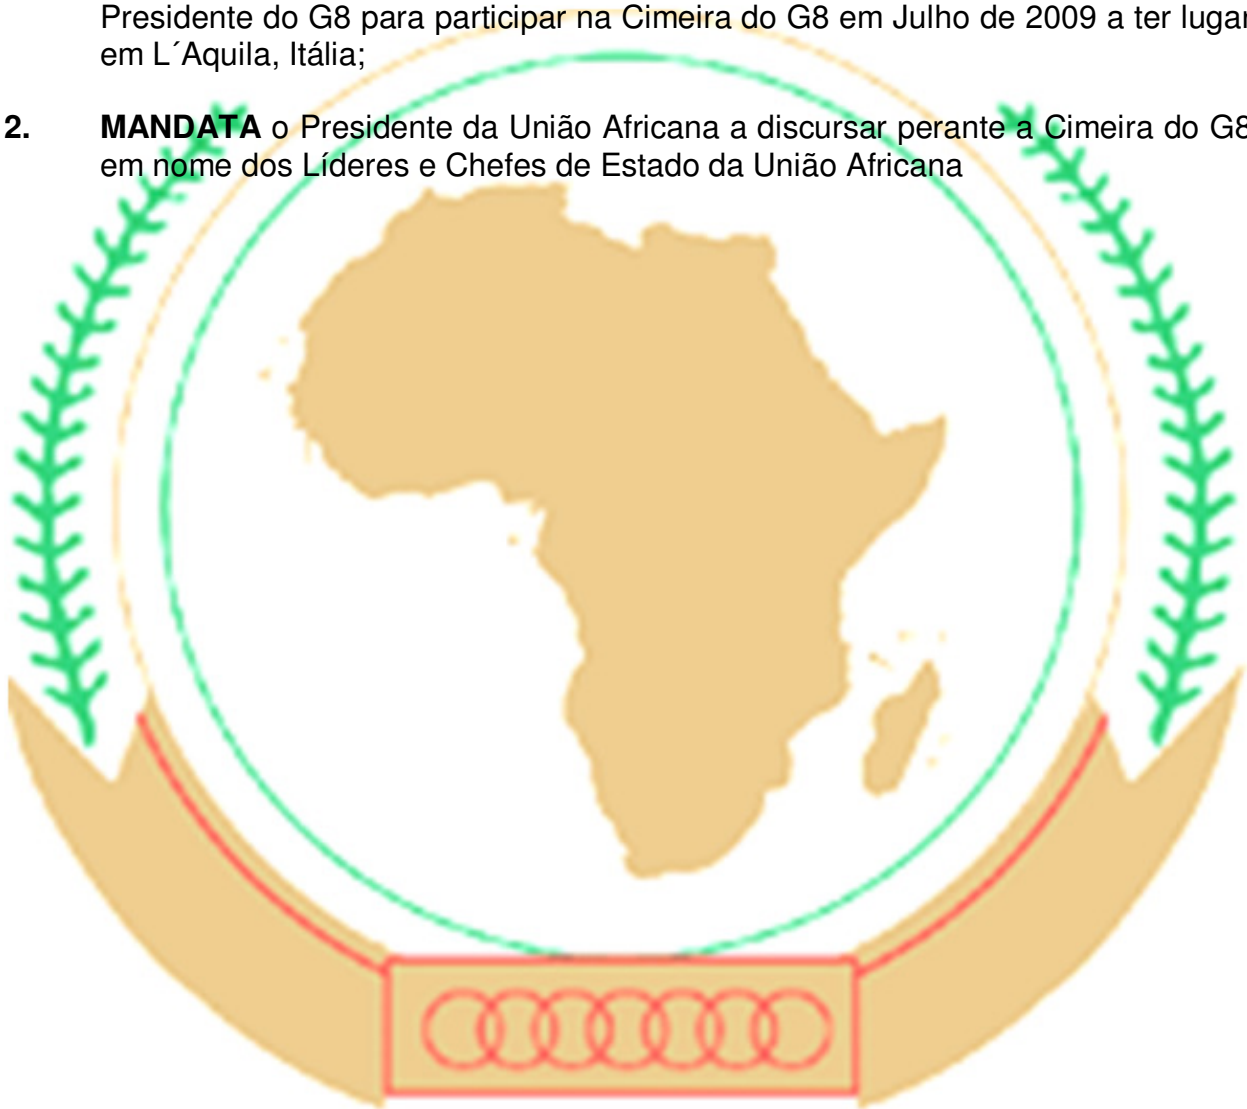 Presidente do G8 para participar na Cimeira do G8 em Julho de 2009 a ter lugar
em L´Aquila, Itália;
2. MANDATA o Presidente da União Africana a discursar perante a Cimeira do G8
em nome dos Líderes e Chefes de Estado da União Africana